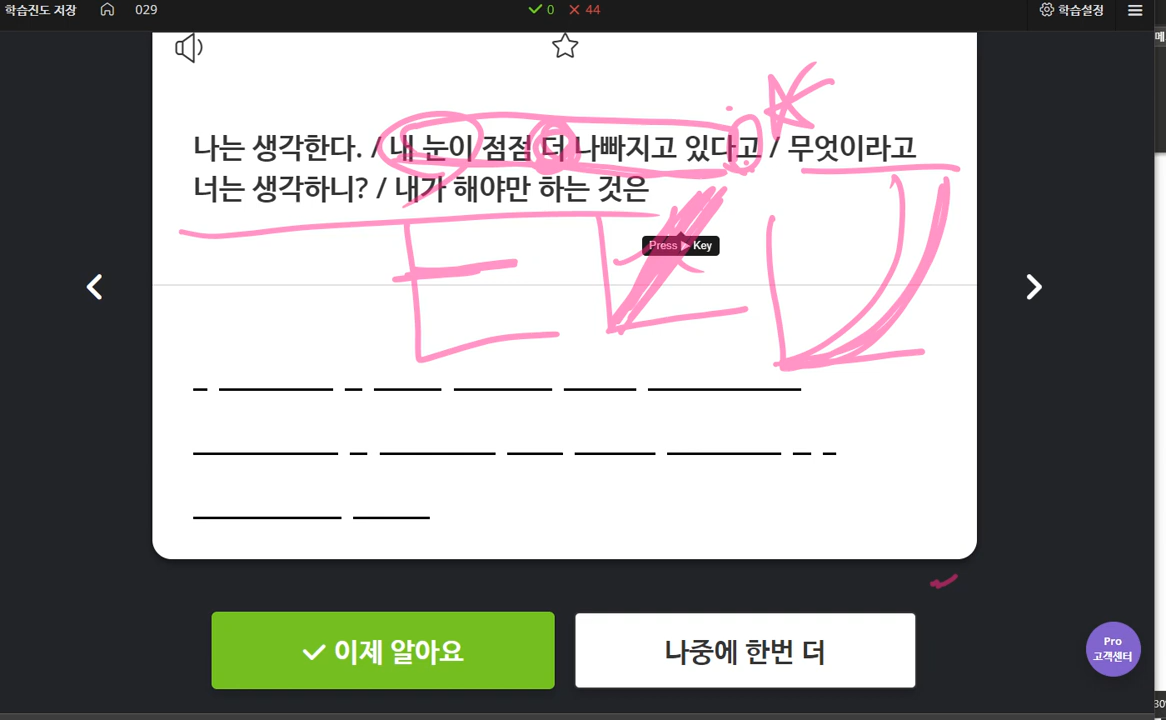 학습진도 저장 029 0 44 학습설정
나는 생각한다. / 내 눈이 점점 더 나빠지고 있다고 / 무엇이라고
너는 생각하니? / 내가 해야만 하는 것은
Press ▶ Key
이제 알아요 나중에 한번 더
Pro
고객센터